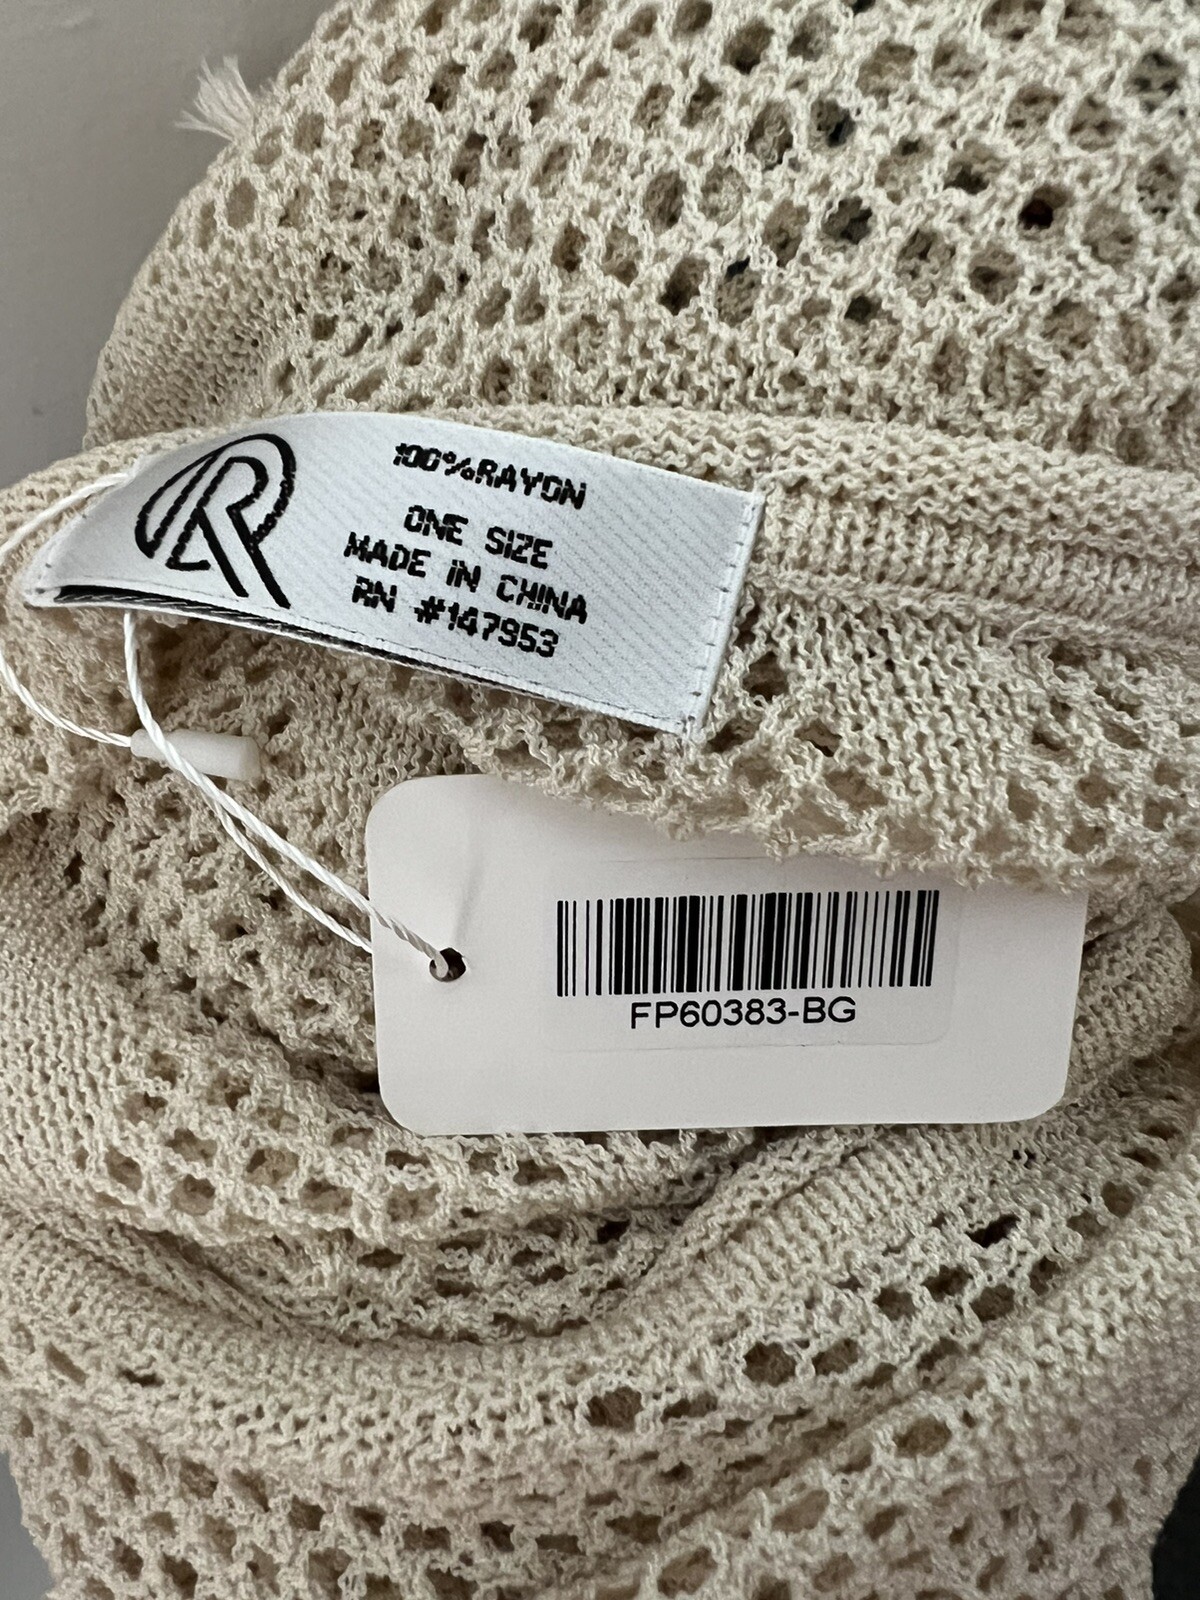 100%RAYON
ONE SIZE
MADE IN CHINA
RN #147953
FP60383-BG